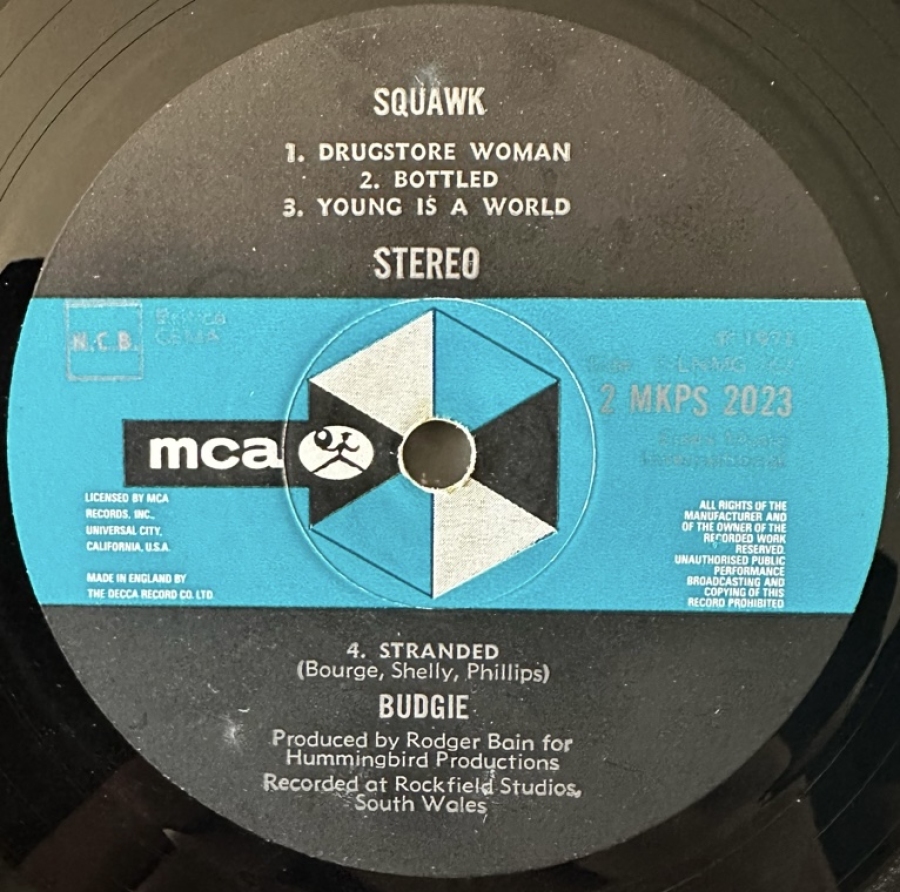 SQUAWK
1. DRUGSTORE WOMAN
2. BOTTLED
3. YOUNG IS A WORLD
STEREO
N.C.B.
Britico
℗ 1972
2 MKPS 2023
mca
LICENSED BY MCA
RECORDS, INC.,
UNIVERSAL CITY,
CALIFORNIA, U.S.A.
MADE IN ENGLAND BY
THE DECCA RECORD CO. LTD.
ALL RIGHTS OF THE
MANUFACTURER AND
OF THE OWNER OF THE
RECORDED WORK
RESERVED.
UNAUTHORISED PUBLIC
PERFORMANCE
BROADCASTING AND
COPYING OF THIS
RECORD PROHIBITED
4. STRANDED
(Bourge, Shelly, Phillips)
BUDGIE
Produced by Rodger Bain for
Hummingbird Productions
Recorded at Rockfield Studios,
South Wales